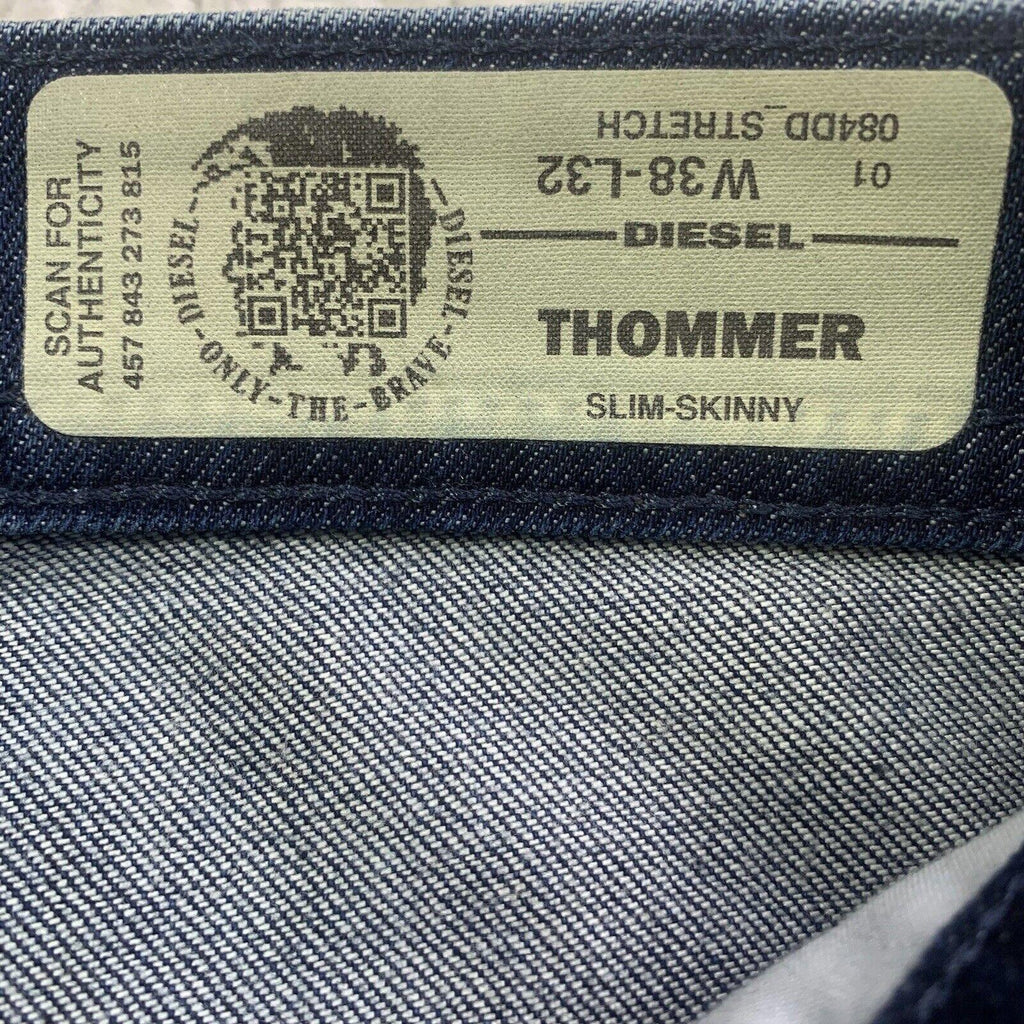 SCAN FOR
AUTHENTICITY
457 843 273 815
DIESEL-ONLY-THE-BRAVE-DIESEL
084DD_STRETCH
01
W38-L32
DIESEL
THOMMER
SLIM-SKINNY